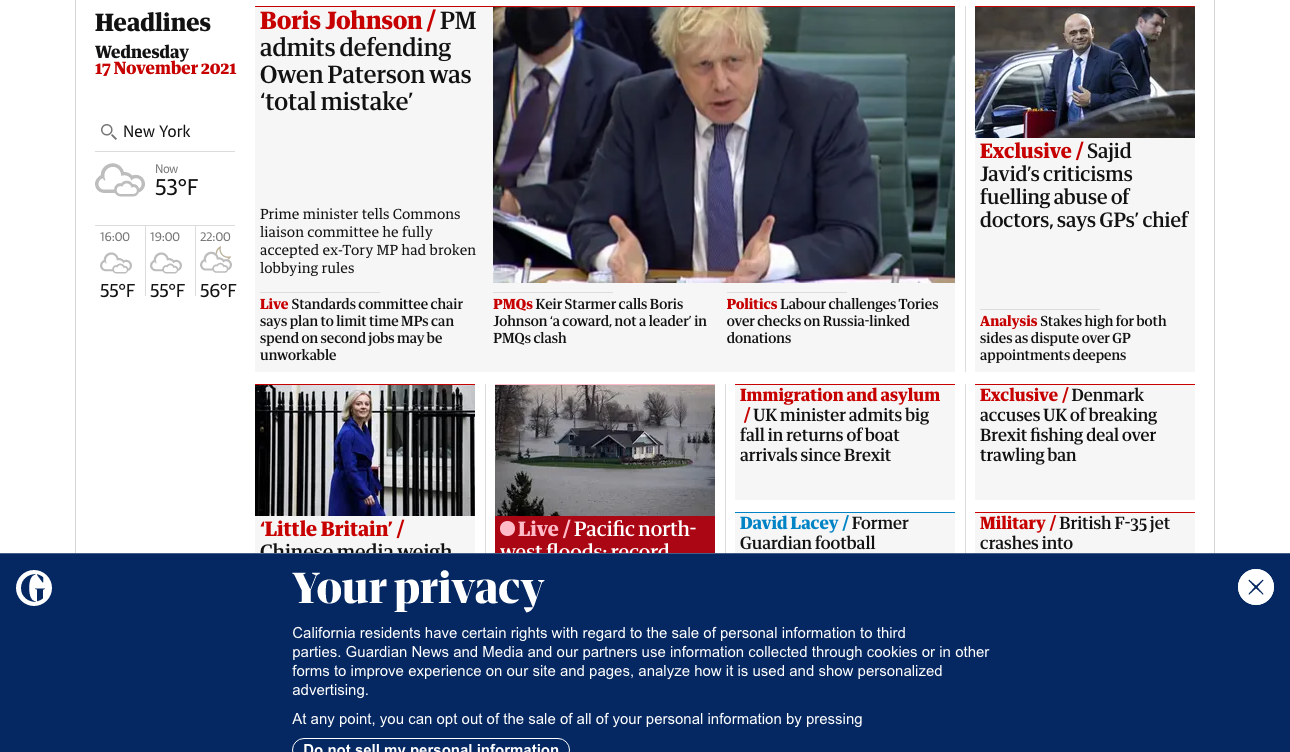 Headlines
Wednesday
17 November 2021
New York
Now
53°F
16:00
19:00
22:00
55°F
55°F
56°F
Boris Johnson / PM
admits defending
Owen Paterson was
‘total mistake’
Prime minister tells Commons
liaison committee he fully
accepted ex-Tory MP had broken
lobbying rules
Live Standards committee chair
says plan to limit time MPs can
spend on second jobs may be
unworkable
PMQs Keir Starmer calls Boris
Johnson ‘a coward, not a leader’ in
PMQs clash
Politics Labour challenges Tories
over checks on Russia-linked
donations
Exclusive / Sajid
Javid’s criticisms
fuelling abuse of
doctors, says GPs’ chief
Analysis Stakes high for both
sides as dispute over GP
appointments deepens
‘Little Britain’ /
Chinese media weigh
Live / Pacific north-
west floods: record
Immigration and asylum
/ UK minister admits big
fall in returns of boat
arrivals since Brexit
Exclusive / Denmark
accuses UK of breaking
Brexit fishing deal over
trawling ban
David Lacey / Former
Guardian football
Military / British F-35 jet
crashes into
Your privacy
California residents have certain rights with regard to the sale of personal information to third
parties. Guardian News and Media and our partners use information collected through cookies or in other
forms to improve experience on our site and pages, analyze how it is used and show personalized
advertising.
At any point, you can opt out of the sale of all of your personal information by pressing
Do not sell my personal information